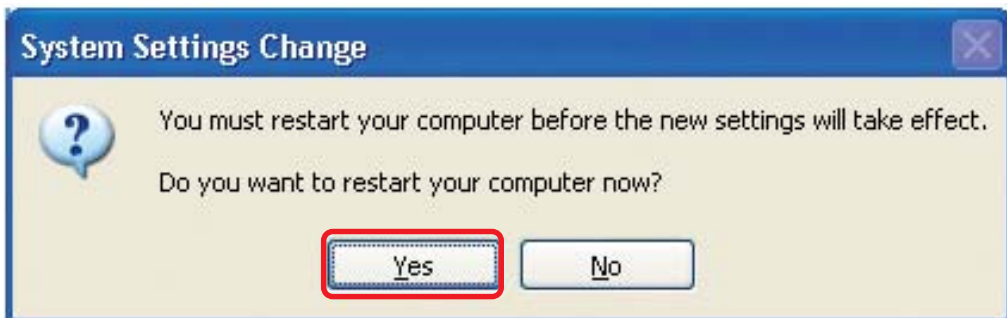 System Settings Change
You must restart your computer before the new settings will take effect.
Do you want to restart your computer now?
Yes
No